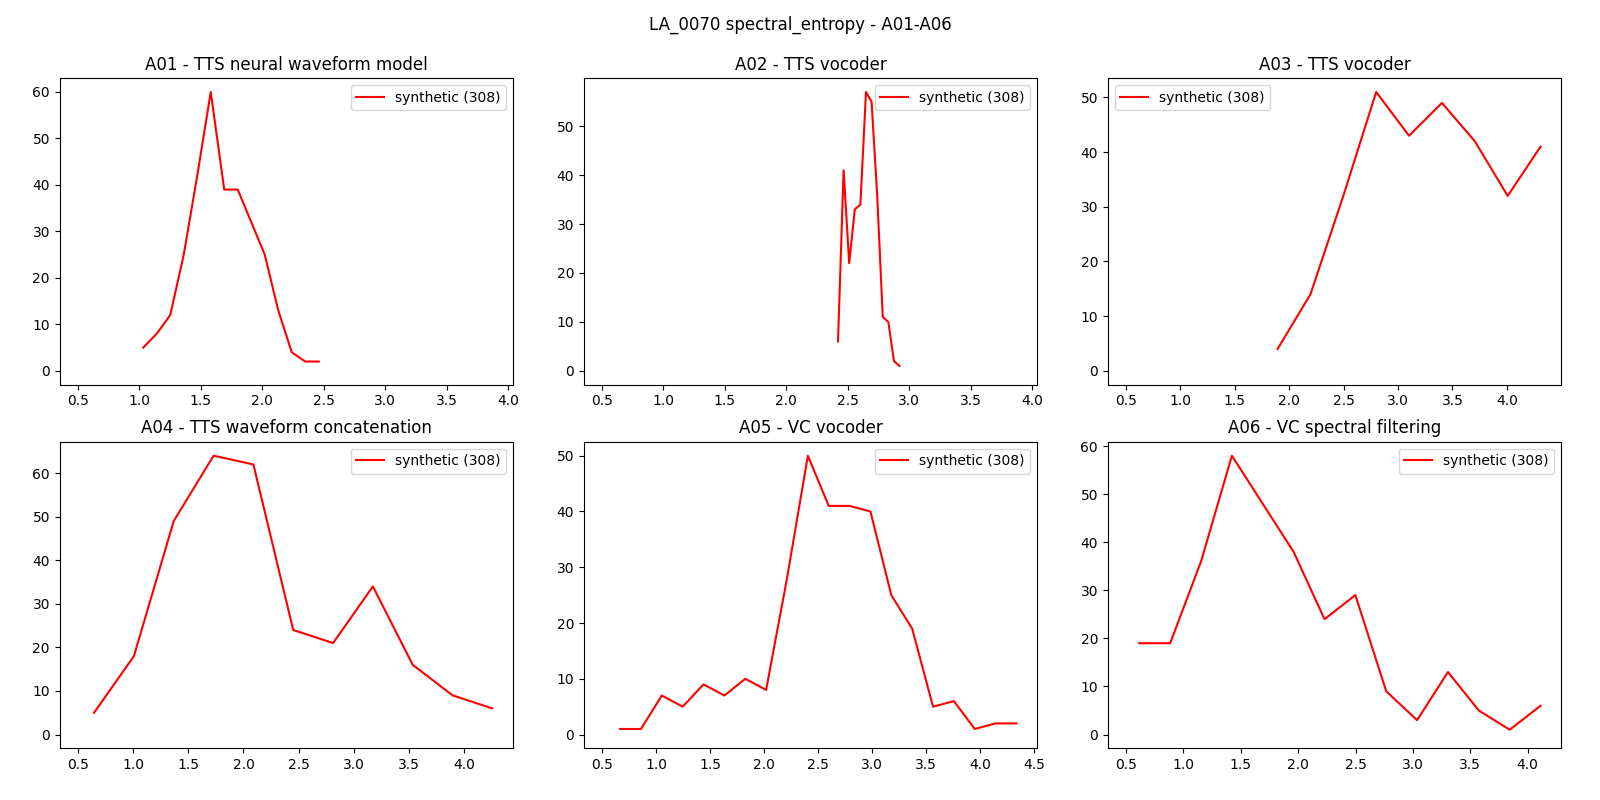 LA_0070 spectral_entropy - A01-A06
A01 - TTS neural waveform model
synthetic (308)
60
50
40
30
20
10
0
0.5 1.0 1.5 2.0 2.5 3.0 3.5 4.0
A02 - TTS vocoder
synthetic (308)
50
40
30
20
10
0
0.5 1.0 1.5 2.0 2.5 3.0 3.5 4.0
A03 - TTS vocoder
synthetic (308)
50
40
30
20
10
0
0.5 1.0 1.5 2.0 2.5 3.0 3.5 4.0
A04 - TTS waveform concatenation
synthetic (308)
60
50
40
30
20
10
0
0.5 1.0 1.5 2.0 2.5 3.0 3.5 4.0
A05 - VC vocoder
synthetic (308)
50
40
30
20
10
0
0.5 1.0 1.5 2.0 2.5 3.0 3.5 4.0 4.5
A06 - VC spectral filtering
synthetic (308)
60
50
40
30
20
10
0
0.5 1.0 1.5 2.0 2.5 3.0 3.5 4.0